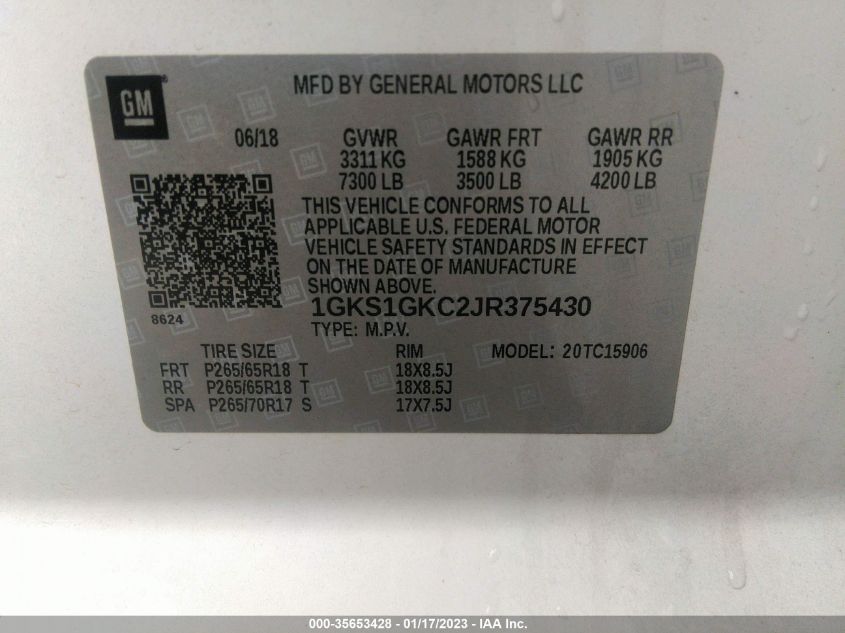 GM
MFD BY GENERAL MOTORS LLC
06/18 GVWR GAWR FRT GAWR RR
3311 KG 1588 KG 1905 KG
7300 LB 3500 LB 4200 LB
THIS VEHICLE CONFORMS TO ALL
APPLICABLE U.S. FEDERAL MOTOR
VEHICLE SAFETY STANDARDS IN EFFECT
ON THE DATE OF MANUFACTURE
SHOWN ABOVE.
8624
1GKS1GKC2JR375430
TYPE: M.P.V.
TIRE SIZE RIM MODEL: 20TC15906
FRT P265/65R18 T 18X8.5J
RR P265/65R18 T 18X8.5J
SPA P265/70R17 S 17X7.5J
000-35653428 - 01/17/2023 - IAA Inc.